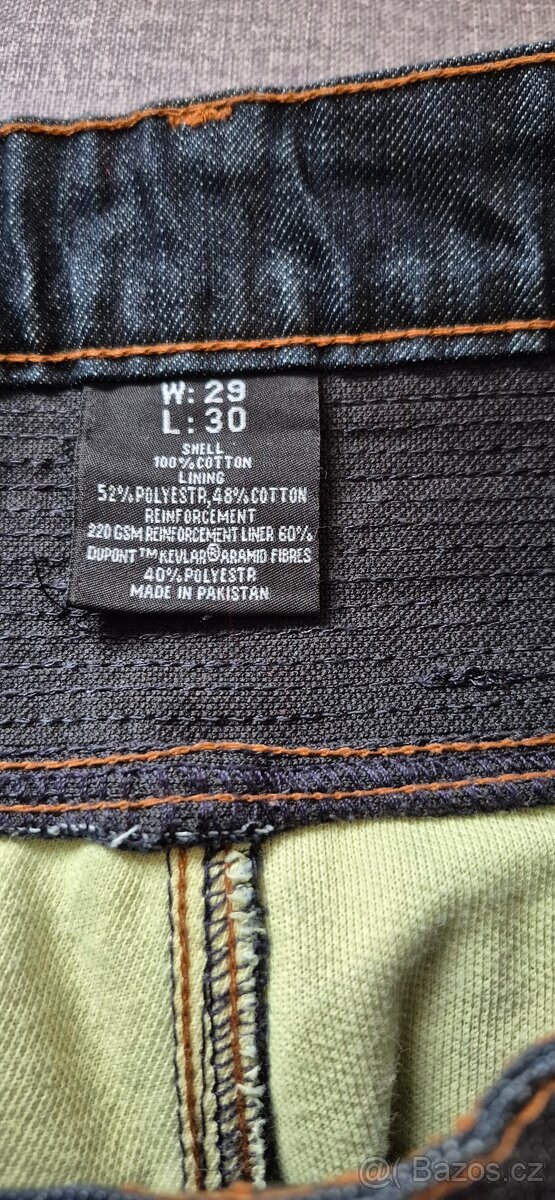 W: 29
L: 30
SHELL
100% COTTON
LINING
52% POLYESTR, 48% COTTON
REINFORCEMENT
220 GSM REINFORCEMENT LINER 60%
DUPONT™ KEVLAR® ARAMID FIBRES
40% POLYESTR
MADE IN PAKISTAN
Bazos.cz